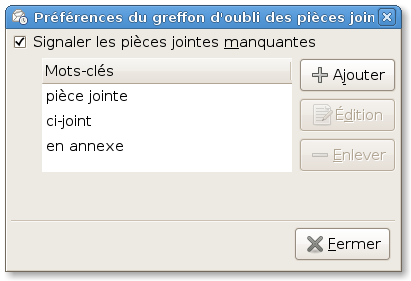 Préférences du greffon d'oubli des pièces join
Signaler les pièces jointes manquantes
Mots-clés
Ajouter
pièce jointe
ci-joint
Édition
en annexe
Enlever
Fermer